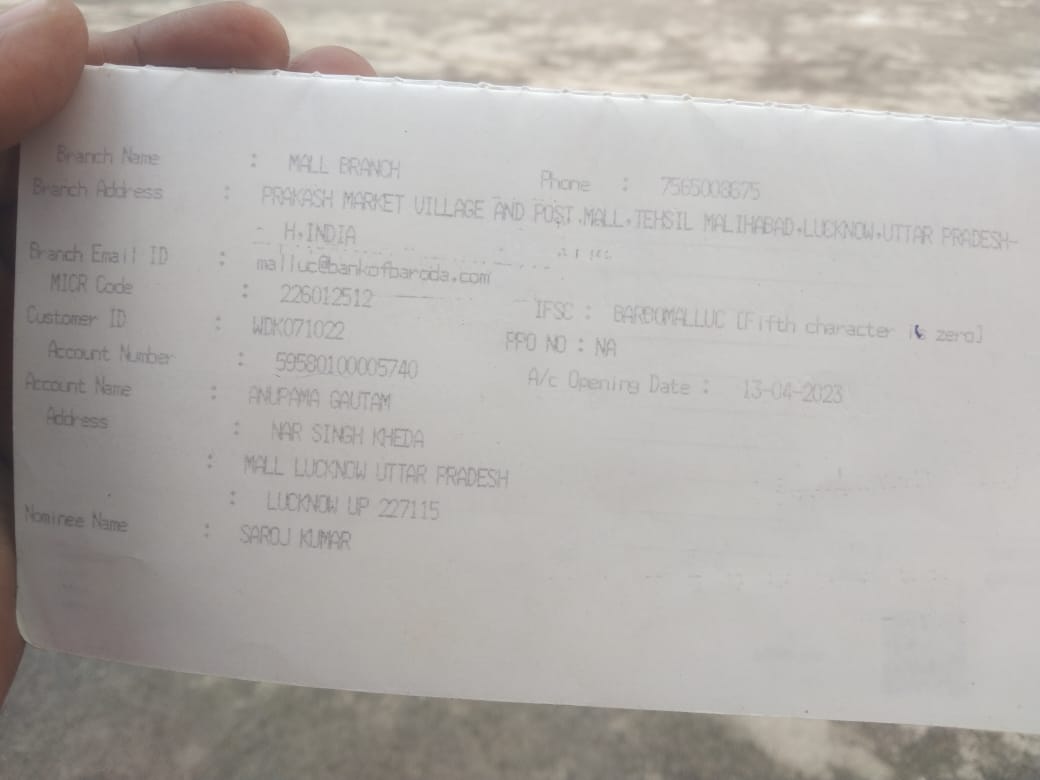 Branch Name : MALL BRANCH Phone : 7565008675
Branch Address : PRAKASH MARKET VILLAGE AND POST.MALL,TEHSIL MALIHABAD,LUCKNOW,UTTAR PRADESH-
H,INDIA
Branch Email ID : malluc@bankofbaroda.com
MICR Code : 226012512 IFSC : BARB0MALLUC [Fifth character is zero]
Customer ID : WDK071022 PPO NO : NA
Account Number : 59580100005740 A/c Opening Date : 13-04-2023
Account Name : ANUPAMA GAUTAM
Address : NAR SINGH KHEDA
: MALL LUCKNOW UTTAR PRADESH
: LUCKNOW UP 227115
Nominee Name : SAROJ KUMAR